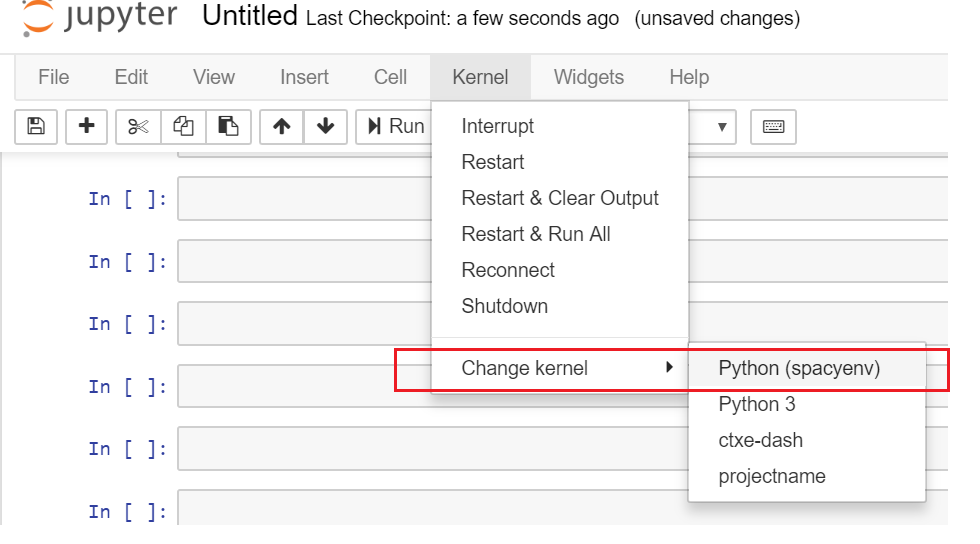 jupyter Untitled Last Checkpoint: a few seconds ago (unsaved changes)
File Edit View Insert Cell Kernel Widgets Help
Run
Interrupt
Restart
In [ ]:
Restart & Clear Output
Restart & Run All
In [ ]:
Reconnect
Shutdown
In [ ]:
Change kernel Python (spacyenv)
In [ ]:
Python 3
ctxe-dash
In [ ]:
projectname
In [ ]: